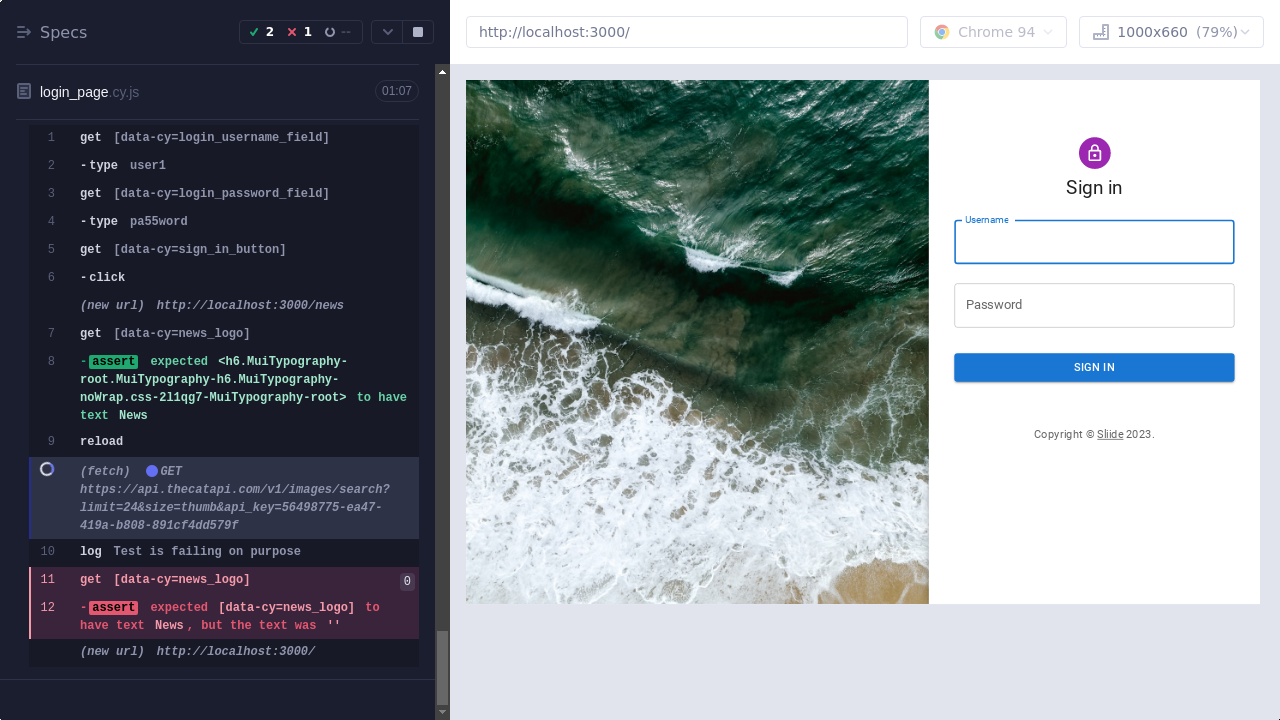 Specs
2
1
--
http://localhost:3000/
Chrome 94
1000x660 (79%)
login_page.cy.js
01:07
1 get [data-cy=login_username_field]
2 -type user1
3 get [data-cy=login_password_field]
4 -type pa55word
5 get [data-cy=sign_in_button]
6 -click
(new url) http://localhost:3000/news
7 get [data-cy=news_logo]
8 -assert expected <h6.MuiTypography-
root.MuiTypography-h6.MuiTypography-
noWrap.css-2l1qg7-MuiTypography-root> to have
text News
9 reload
(fetch) GET
https://api.thecatapi.com/v1/images/search?
limit=24&size=thumb&api_key=56498775-ea47-
419a-b808-891cf4dd579f
10 log Test is failing on purpose
11 get [data-cy=news_logo] 0
12 -assert expected [data-cy=news_logo] to
have text News, but the text was ''
(new url) http://localhost:3000/
Sign in
Username
Password
SIGN IN
Copyright © Sliide 2023.